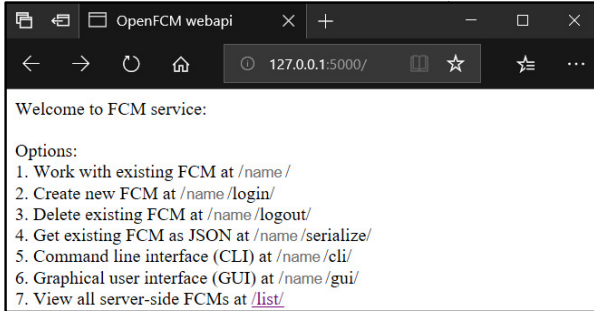 OpenFCM webapi
127.0.0.1:5000/
Welcome to FCM service:
Options:
1. Work with existing FCM at /name/
2. Create new FCM at /name/login/
3. Delete existing FCM at /name/logout/
4. Get existing FCM as JSON at /name/serialize/
5. Command line interface (CLI) at /name/cli/
6. Graphical user interface (GUI) at /name/gui/
7. View all server-side FCMs at /list/